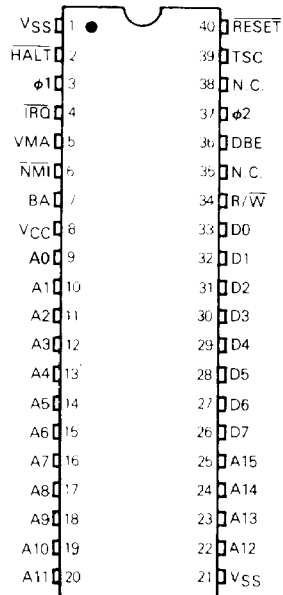 VSS 1 40 RESET
HALT 2 39 TSC
φ1 3 38 N.C.
IRQ 4 37 φ2
VMA 5 36 DBE
NMI 6 35 N.C.
BA 7 34 R/W
VCC 8 33 D0
A0 9 32 D1
A1 10 31 D2
A2 11 30 D3
A3 12 29 D4
A4 13 28 D5
A5 14 27 D6
A6 15 26 D7
A7 16 25 A15
A8 17 24 A14
A9 18 23 A13
A10 19 22 A12
A11 20 21 VSS